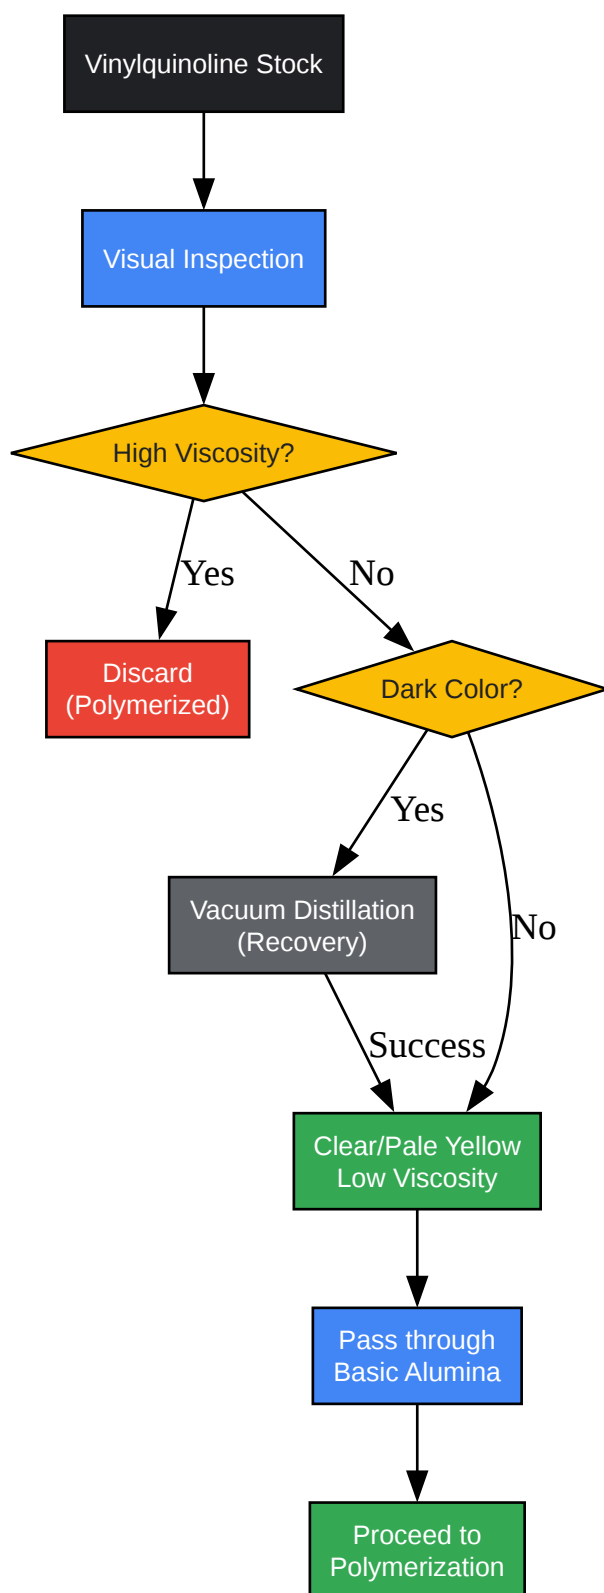 Vinylquinoline Stock
Visual Inspection
High Viscosity?
Yes
No
Discard
(Polymerized)
Dark Color?
Yes
Vacuum Distillation
(Recovery)
No
Success
Clear/Pale Yellow
Low Viscosity
Pass through
Basic Alumina
Proceed to
Polymerization